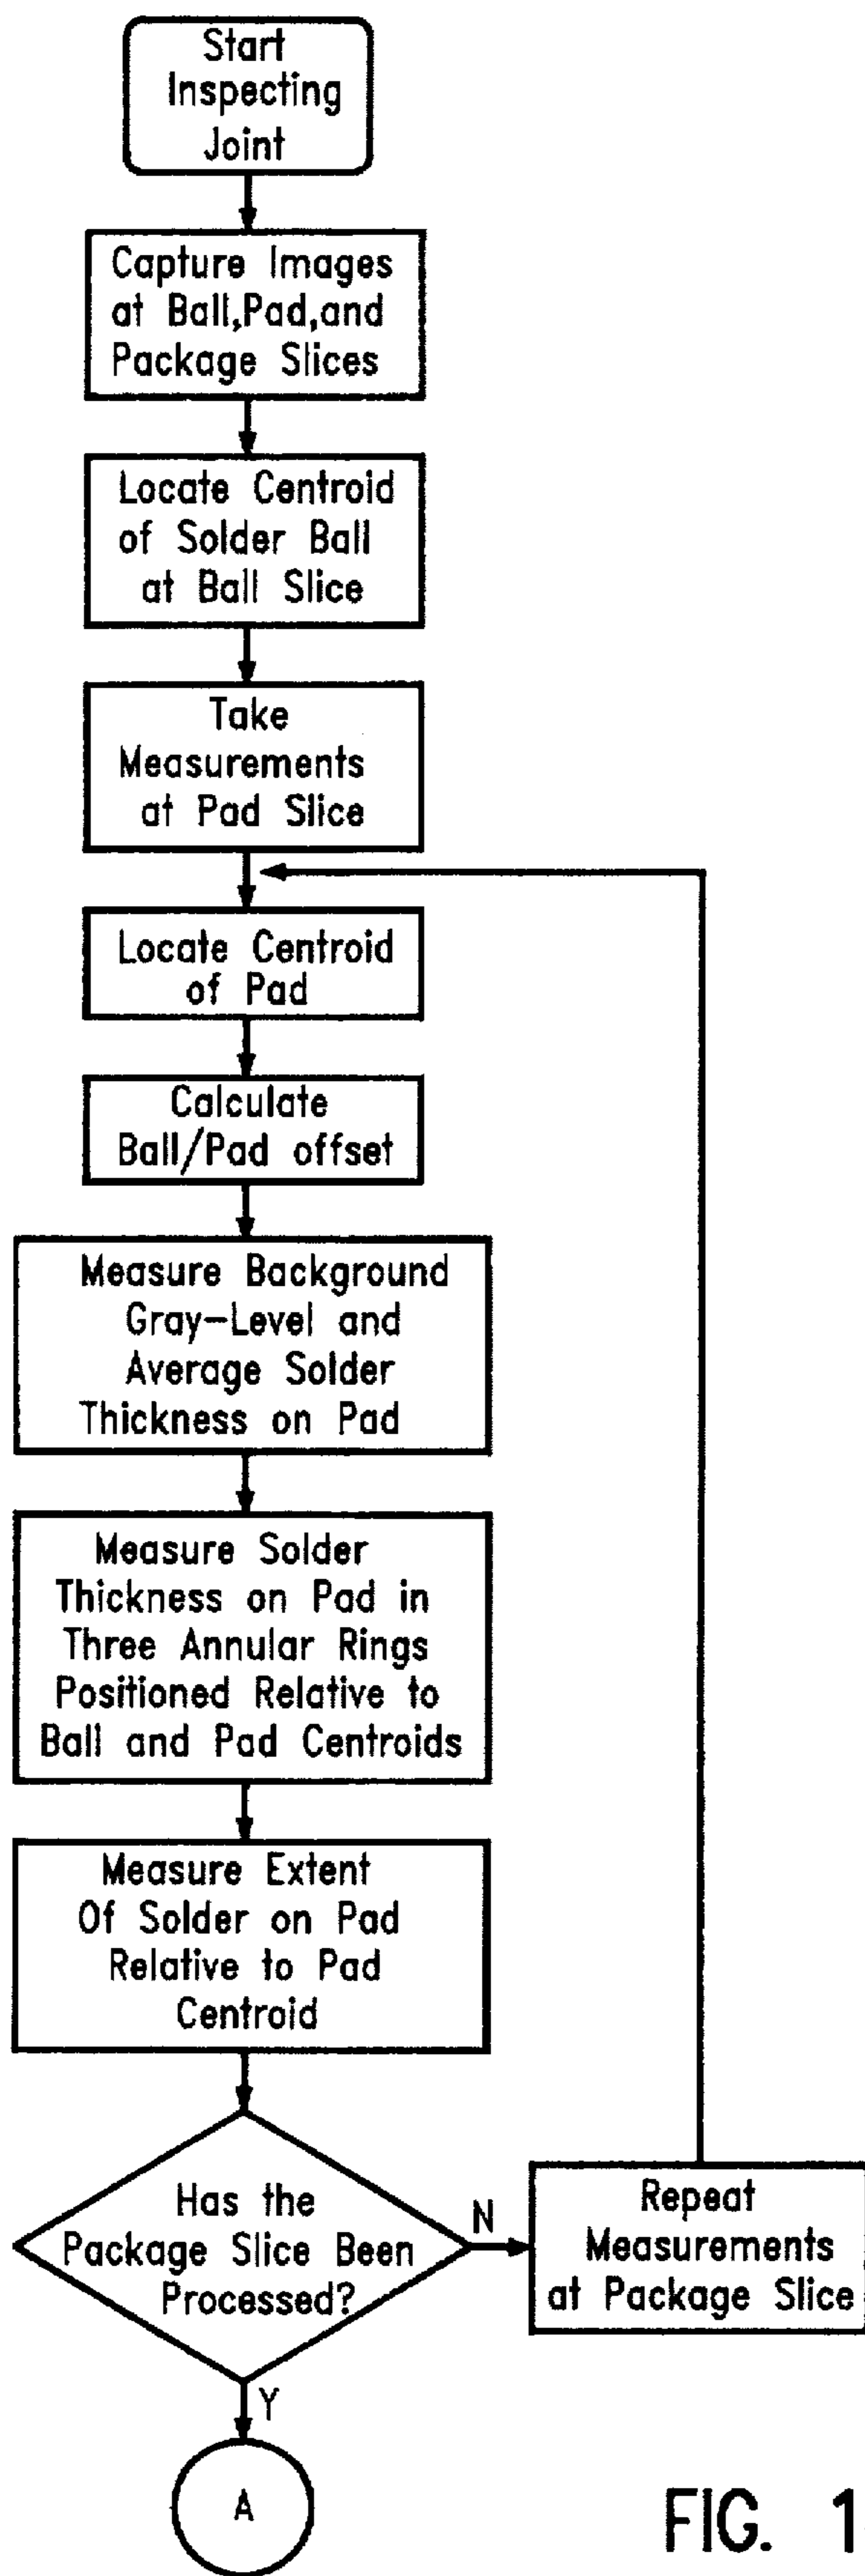 Start
Inspecting
Joint
Capture Images
at Ball,Pad,and
Package Slices
Locate Centroid
of Solder Ball
at Ball Slice
Take
Measurements
at Pad Slice
Locate Centroid
of Pad
Calculate
Ball/Pad offset
Measure Background
Gray-Level and
Average Solder
Thickness on Pad
Measure Solder
Thickness on Pad in
Three Annular Rings
Positioned Relative to
Ball and Pad Centroids
Measure Extent
Of Solder on Pad
Relative to Pad
Centroid
Has the
Package Slice Been
Processed?
N
Repeat
Measurements
at Package Slice
Y
A
FIG. 1